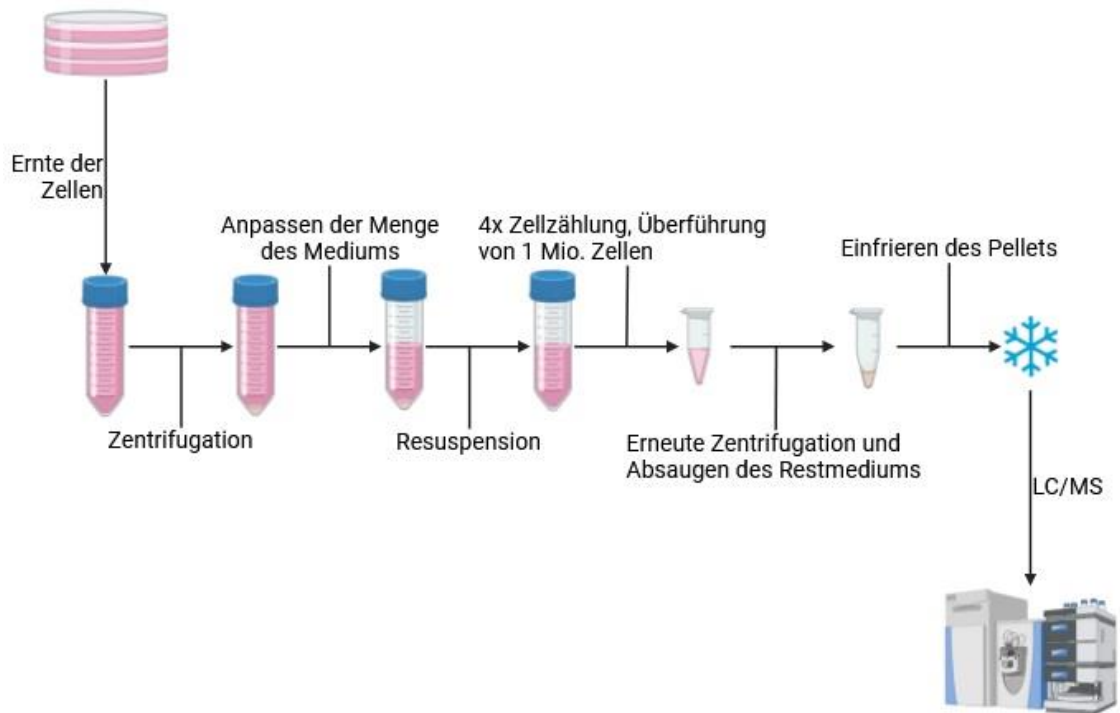 Ernte der
Zellen
Anpassen der Menge
des Mediums
4x Zellzählung, Überführung
von 1 Mio. Zellen
Einfrieren des Pellets
Zentrifugation
Resuspension
Erneute Zentrifugation und
Absaugen des Restmediums
LC/MS